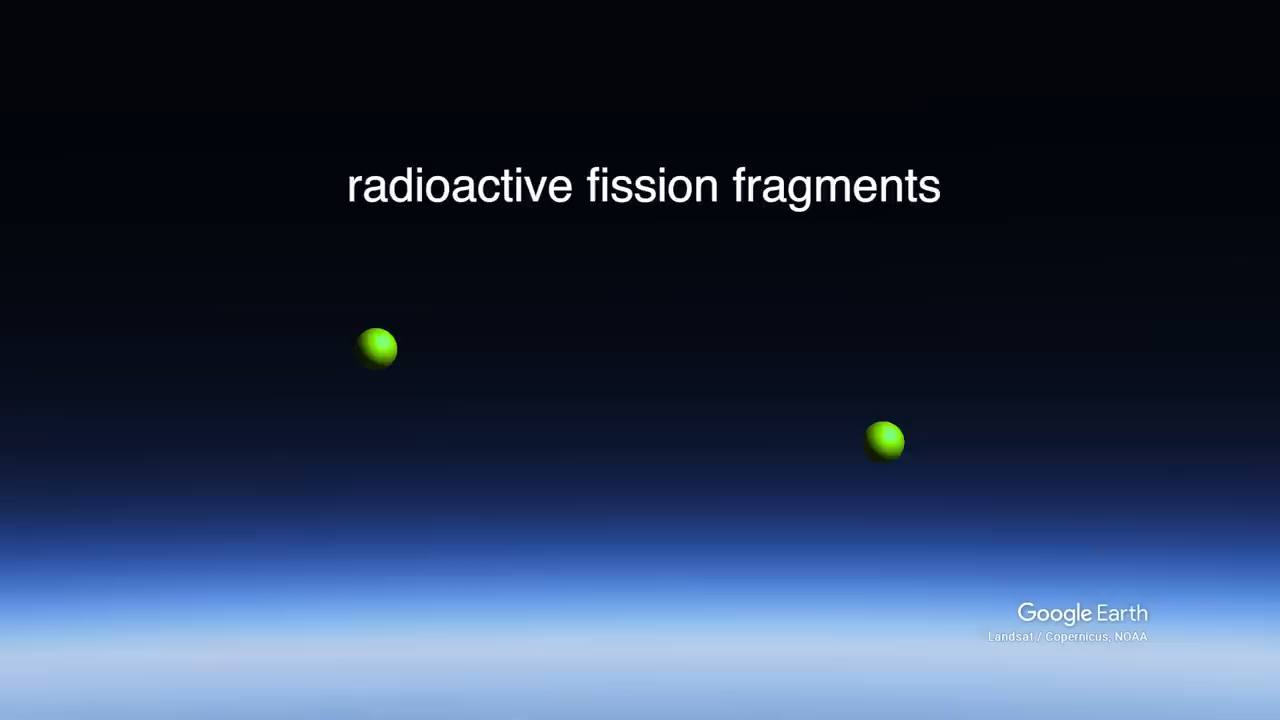 radioactive fission fragments
Google Earth
Landsat / Copernicus, NOAA